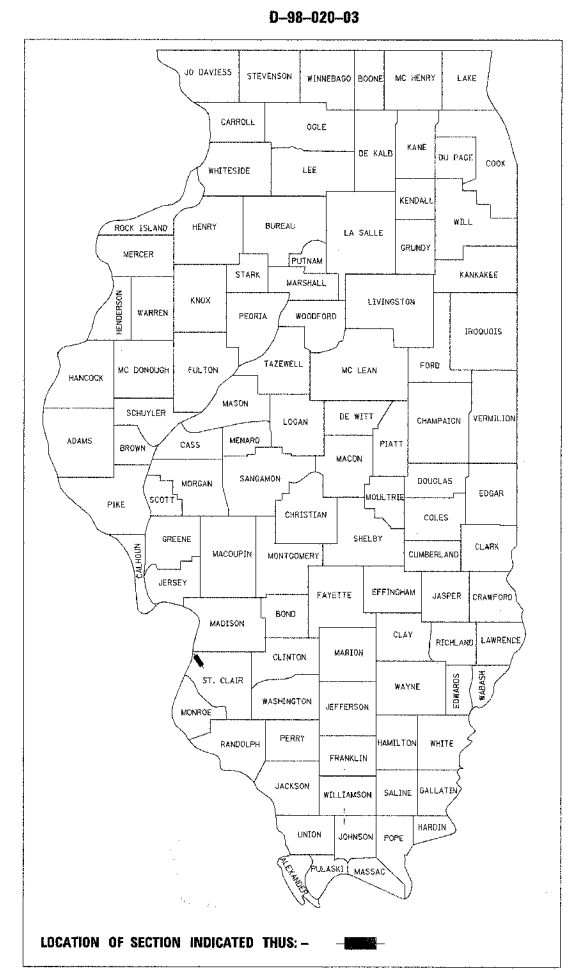 D-98-020-03
JO DAVIESS STEVENSON WINNEBAGO BOONE MC HENRY LAKE
CARROLL OGLE
DE KALB KANE DU PAGE COOK
WHITESIDE LEE
KENDALL
ROCK ISLAND HENRY BUREAU LA SALLE WILL
MERCER PUTNAM GRUNDY
STARK MARSHALL KANKAKEE
HENDERSON WARREN KNOX PEORIA WOODFORD LIVINGSTON
IROQUOIS
HANCOCK MC DONOUGH FULTON TAZEWELL MC LEAN FORD
MASON
SCHUYLER LOGAN DE WITT CHAMPAIGN VERMILION
ADAMS BROWN CASS MENARD PIATT
MACON
PIKE SCOTT MORGAN SANGAMON DOUGLAS EDGAR
MOULTRIE
CHRISTIAN COLES
CALHOUN GREENE MACOUPIN MONTGOMERY SHELBY CUMBERLAND CLARK
JERSEY
FAYETTE EFFINGHAM JASPER CRAWFORD
MADISON BOND
CLAY RICHLAND LAWRENCE
CLINTON MARION
ST. CLAIR WAYNE EDWARDS WABASH
MONROE WASHINGTON JEFFERSON
RANDOLPH PERRY HAMILTON WHITE
FRANKLIN
JACKSON WILLIAMSON SALINE GALLATIN
UNION JOHNSON POPE HARDIN
ALEXANDER PULASKI MASSAC
LOCATION OF SECTION INDICATED THUS: –